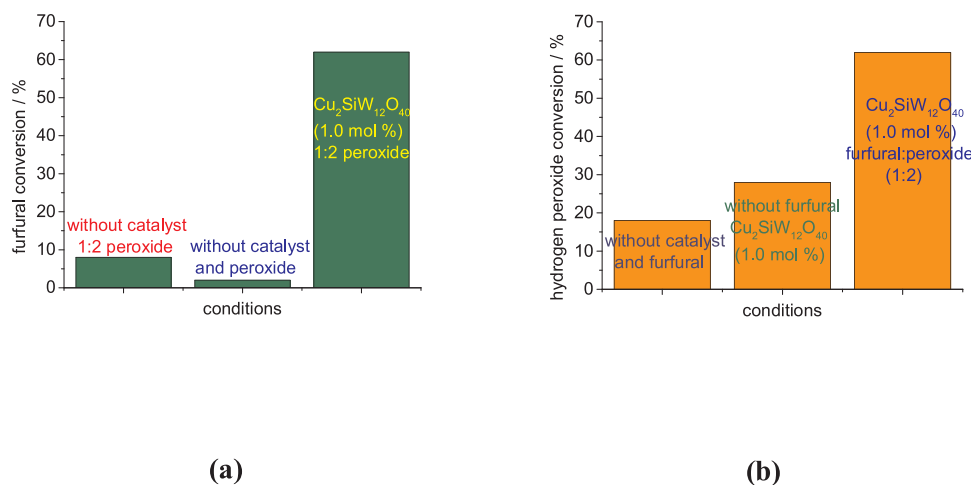 furfural conversion / %
70
60
50
40
30
20
10
0
without catalyst
1:2 peroxide
without catalyst
and peroxide
Cu₂SiW₁₂O₄₀
(1.0 mol %)
1:2 peroxide
conditions
(a)
hydrogen peroxide conversion / %
70
60
50
40
30
20
10
0
without catalyst
and furfural
without furfural
Cu₂SiW₁₂O₄₀
(1.0 mol %)
Cu₂SiW₁₂O₄₀
(1.0 mol %)
furfural:peroxide
(1:2)
conditions
(b)